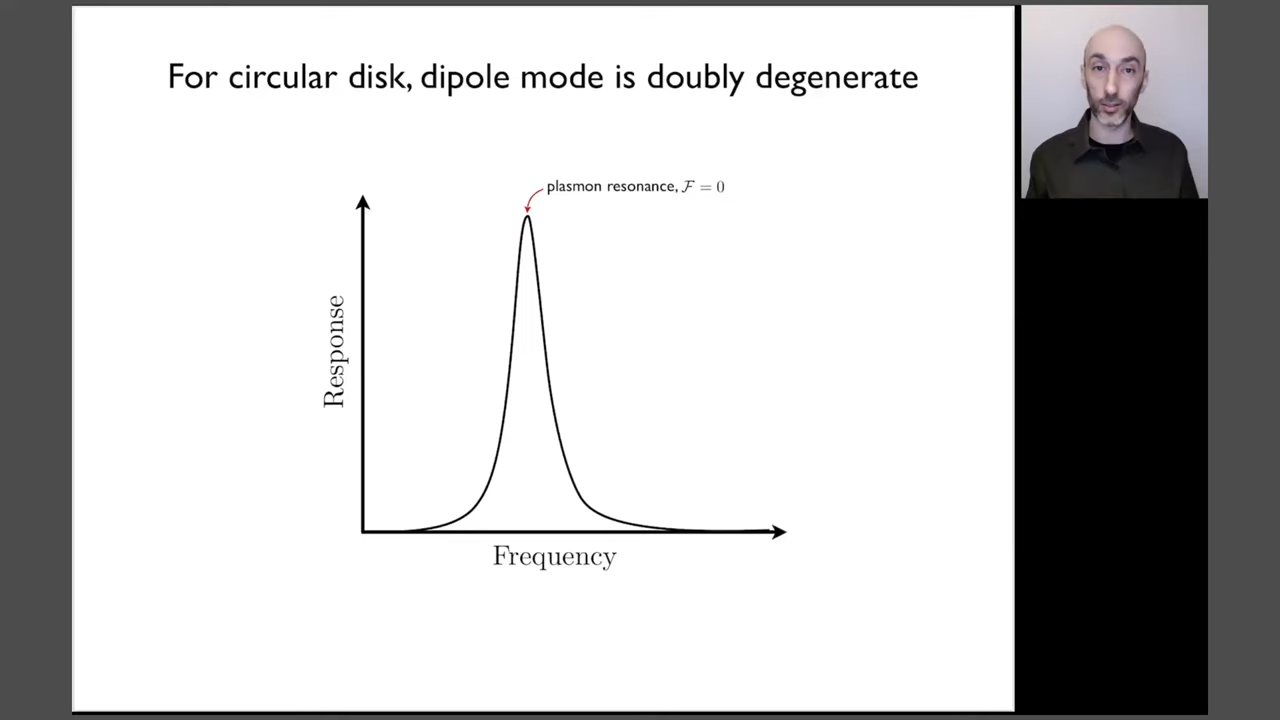 For circular disk, dipole mode is doubly degenerate
plasmon resonance, ℱ = 0
Response
Frequency